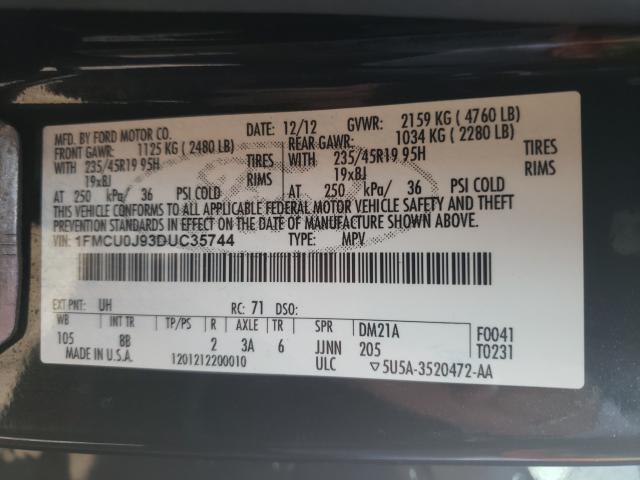 MFD. BY FORD MOTOR CO. DATE: 12/12 GVWR: 2159 KG ( 4760 LB)
FRONT GAWR: 1125 KG ( 2480 LB) REAR GAWR: 1034 KG ( 2280 LB)
WITH 235/45R19 95H TIRES WITH 235/45R19 95H TIRES
19x8J RIMS 19x8J RIMS
AT 250 kPa/ 36 PSI COLD AT 250 kPa/ 36 PSI COLD
THIS VEHICLE CONFORMS TO ALL APPLICABLE FEDERAL MOTOR VEHICLE SAFETY AND THEFT
PREVENTION STANDARDS IN EFFECT ON THE DATE OF MANUFACTURE SHOWN ABOVE.
VIN: 1FMCU0J93DUC35744 TYPE: MPV
EXT PNT: UH RC: 71 DSO:
WB INT TR TP/PS R AXLE TR SPR DM21A F0041
105 BB 2 3A 6 JJNN 205 T0231
MADE IN U.S.A. 1201212200010 ULC ▽5U5A-3520472-AA